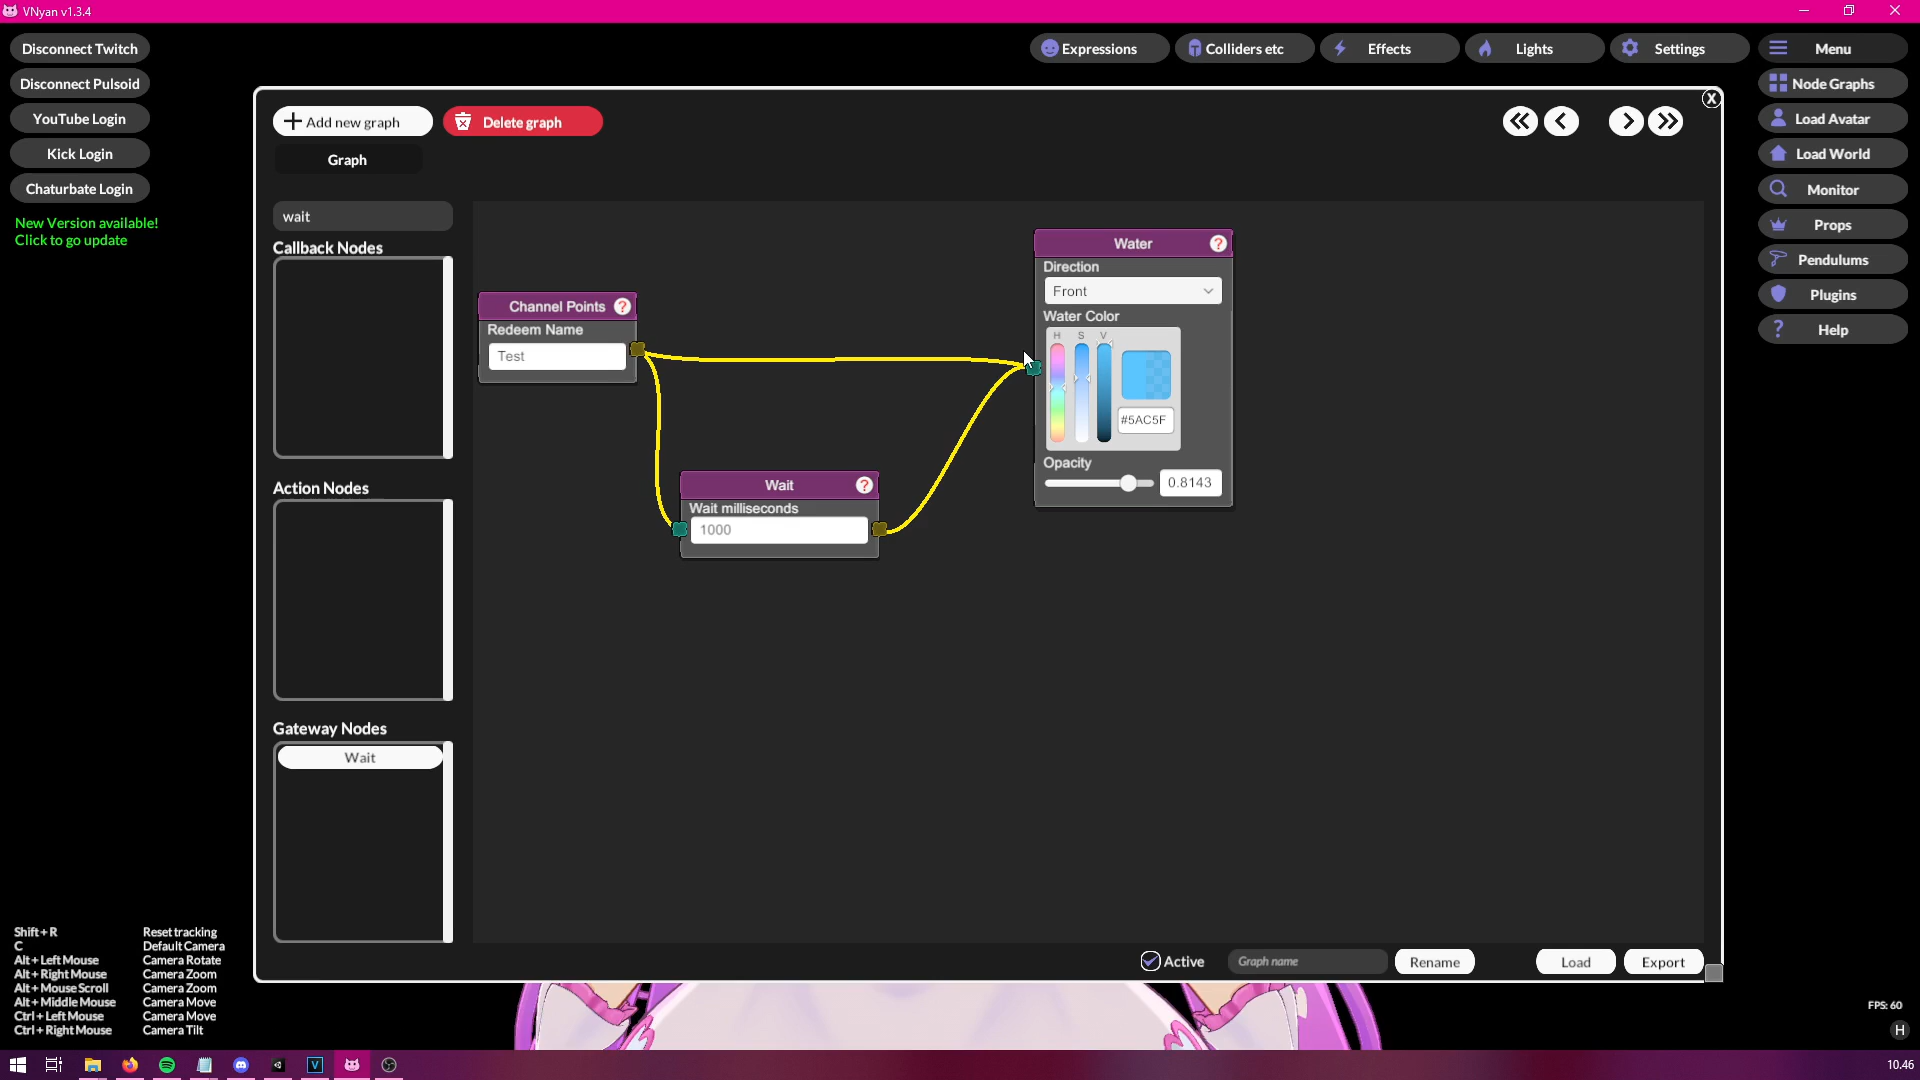 VNyan v1.3.4
Disconnect Twitch
Disconnect Pulsoid
YouTube Login
Kick Login
Chaturbate Login
New Version available!
Click to go update
Expressions
Colliders etc
Effects
Lights
Settings
Menu
Node Graphs
Load Avatar
Load World
Monitor
Props
Pendulums
Plugins
Help
X
Add new graph
Delete graph
Graph
wait
Callback Nodes
Action Nodes
Gateway Nodes
Wait
Channel Points ?
Redeem Name
Test
Wait ?
Wait milliseconds
1000
Water ?
Direction
Front
Water Color
H S V
#5AC5F
Opacity
0.8143
Active
Graph name
Rename
Load
Export
Shift + R Reset tracking
C Default Camera
Alt + Left Mouse Camera Rotate
Alt + Right Mouse Camera Zoom
Alt + Mouse Scroll Camera Zoom
Alt + Middle Mouse Camera Move
Ctrl + Left Mouse Camera Move
Ctrl + Right Mouse Camera Tilt
FPS: 60
H
10.46